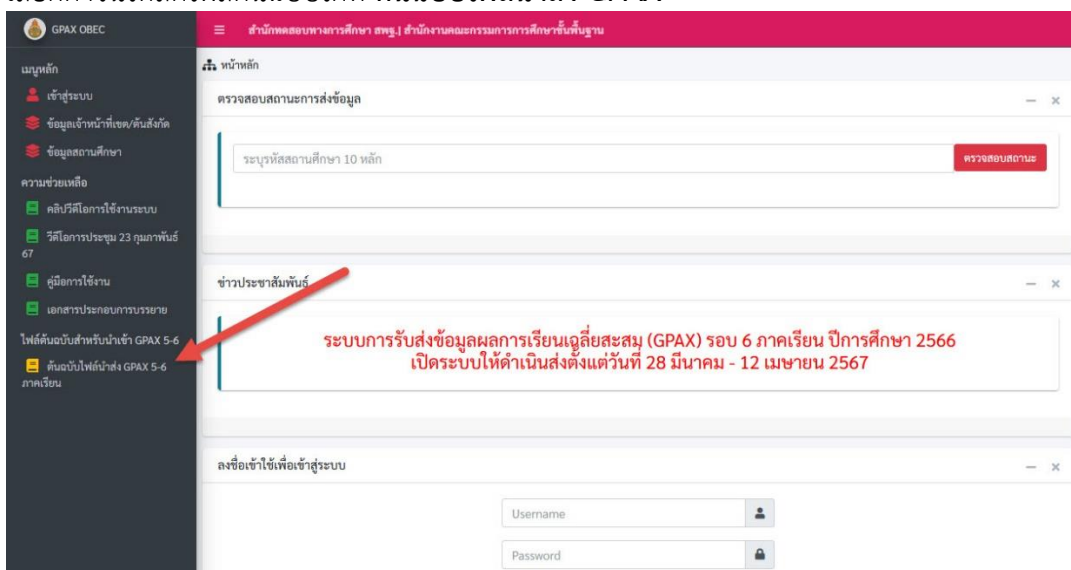 GPAX OBEC
สำนักทดสอบทางการศึกษา สพฐ.| สำนักงานคณะกรรมการการศึกษาขั้นพื้นฐาน
เมนูหลัก
เข้าสู่ระบบ
ข้อมูลเจ้าหน้าที่เขต/ต้นสังกัด
ข้อมูลสถานศึกษา
ความช่วยเหลือ
คลิปวีดีโอการใช้งานระบบ
วีดีโอการประชุม 23 กุมภาพันธ์
67
คู่มือการใช้งาน
เอกสารประกอบการบรรยาย
ไฟล์ต้นฉบับสำหรับนำเข้า GPAX 5-6
ต้นฉบับไฟล์นำส่ง GPAX 5-6
ภาคเรียน
หน้าหลัก
ตรวจสอบสถานะการส่งข้อมูล
ระบุรหัสสถานศึกษา 10 หลัก
ตรวจสอบสถานะ
ข่าวประชาสัมพันธ์
ระบบการรับส่งข้อมูลผลการเรียนเฉลี่ยสะสม (GPAX) รอบ 6 ภาคเรียน ปีการศึกษา 2566
เปิดระบบให้ดำเนินส่งตั้งแต่วันที่ 28 มีนาคม - 12 เมษายน 2567
ลงชื่อเข้าใช้เพื่อเข้าสู่ระบบ
Username
Password